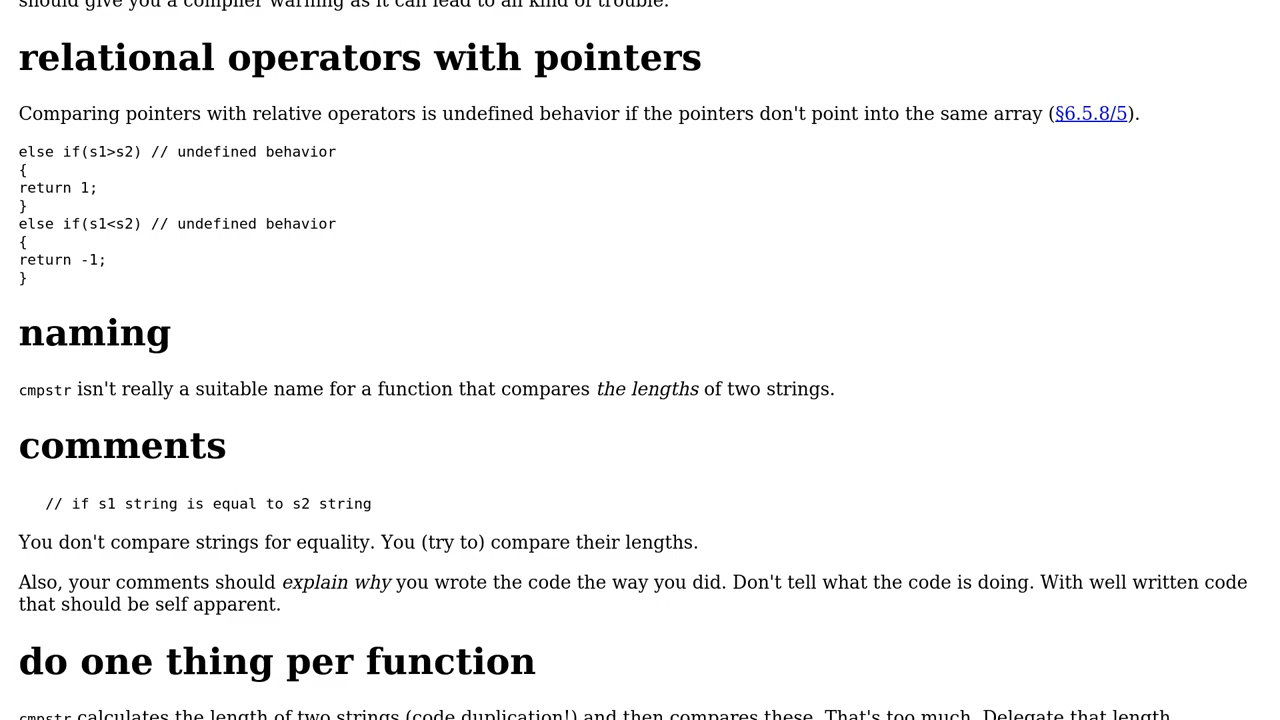 should give you a compiler warning as it can lead to all kind of trouble.
relational operators with pointers
Comparing pointers with relative operators is undefined behavior if the pointers don't point into the same array (§6.5.8/5).
else if(s1>s2) // undefined behavior
{
return 1;
}
else if(s1<s2) // undefined behavior
{
return -1;
}
naming
cmpstr isn't really a suitable name for a function that compares the lengths of two strings.
comments
// if s1 string is equal to s2 string
You don't compare strings for equality. You (try to) compare their lengths.
Also, your comments should explain why you wrote the code the way you did. Don't tell what the code is doing. With well written code
that should be self apparent.
do one thing per function
cmpstr calculates the length of two strings (code duplication!) and then compares these. That's too much. Delegate that length